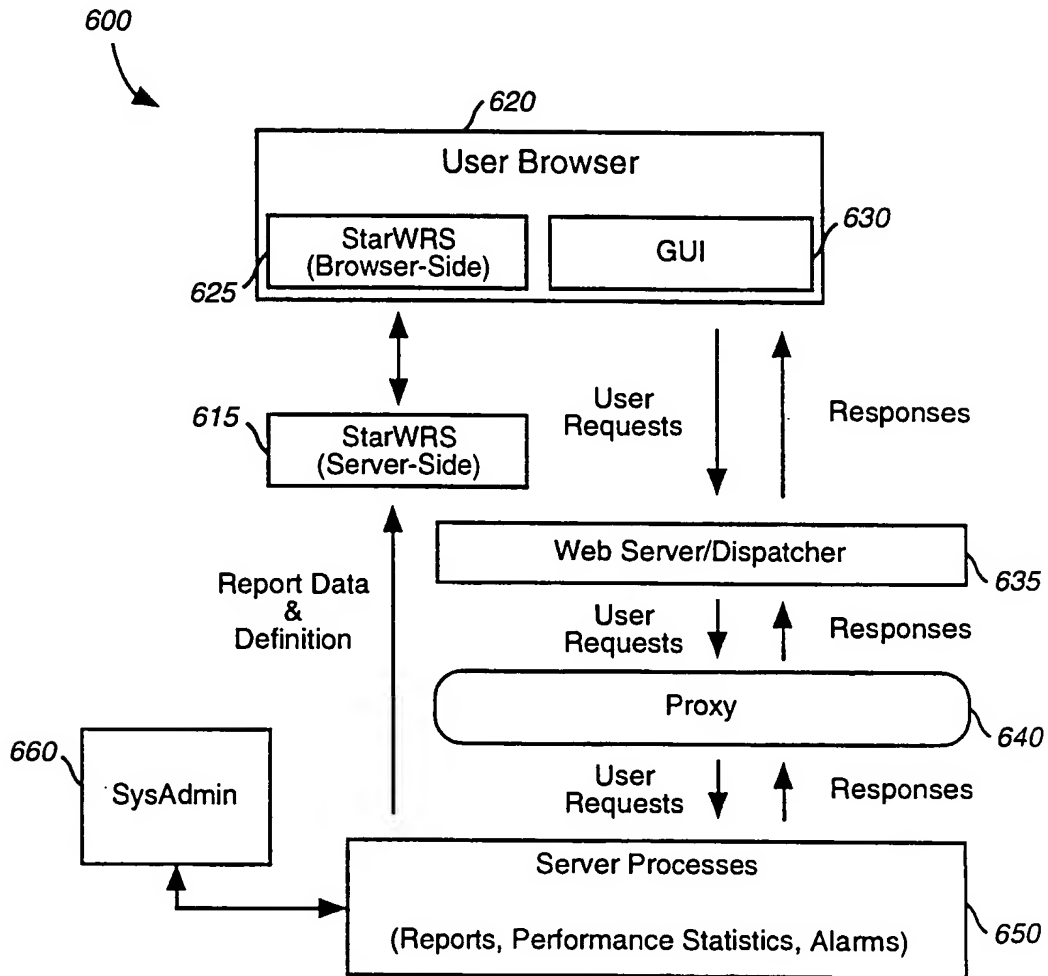 600
620
User Browser
StarWRS
(Browser-Side)
GUI
630
625
615
StarWRS
(Server-Side)
User
Requests
Responses
Web Server/Dispatcher
635
Report Data
&
Definition
User
Requests
Responses
Proxy
640
660
SysAdmin
User
Requests
Responses
Server Processes
(Reports, Performance Statistics, Alarms)
650